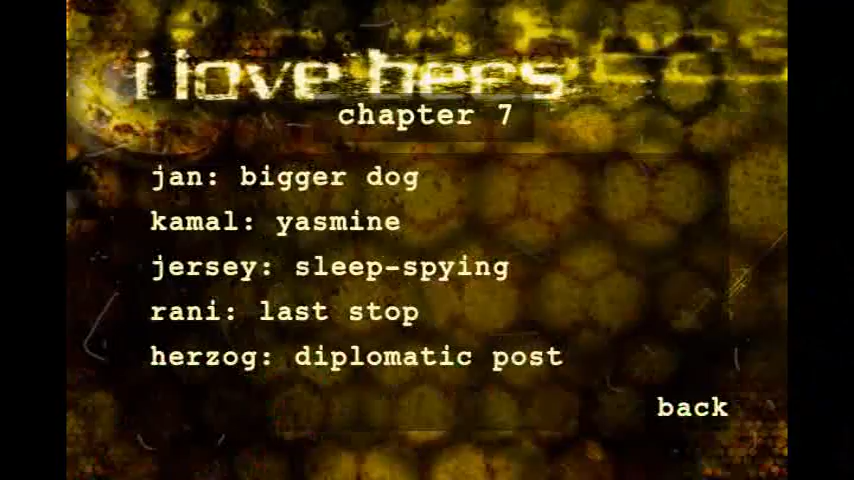 i love bees
chapter 7
jan: bigger dog
kamal: yasmine
jersey: sleep-spying
rani: last stop
herzog: diplomatic post
back